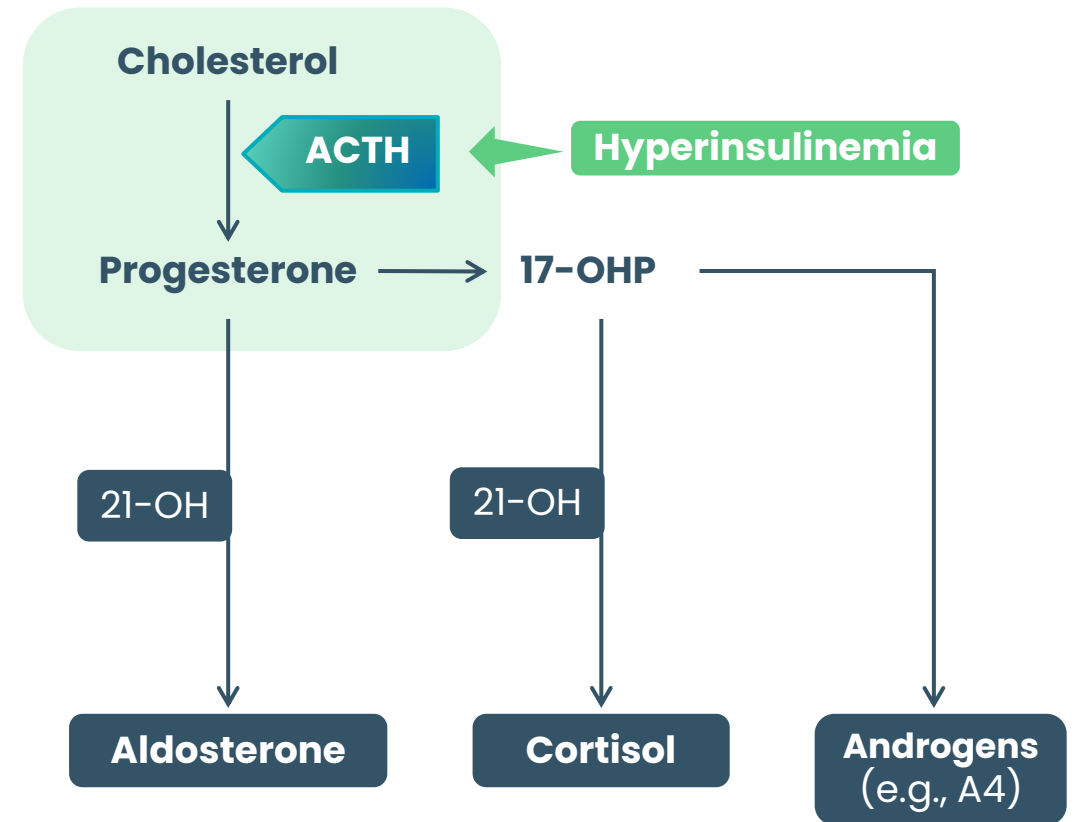 Cholesterol
ACTH
Hyperinsulinemia
Progesterone
17-OHP
21-OH
21-OH
Aldosterone
Cortisol
Androgens
(e.g., A4)